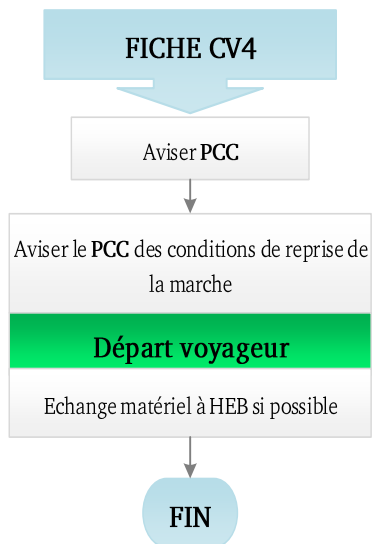 FICHE CV4
Aviser PCC
Aviser le PCC des conditions de reprise de
la marche
Départ voyageur
Echange matériel à HEB si possible
FIN